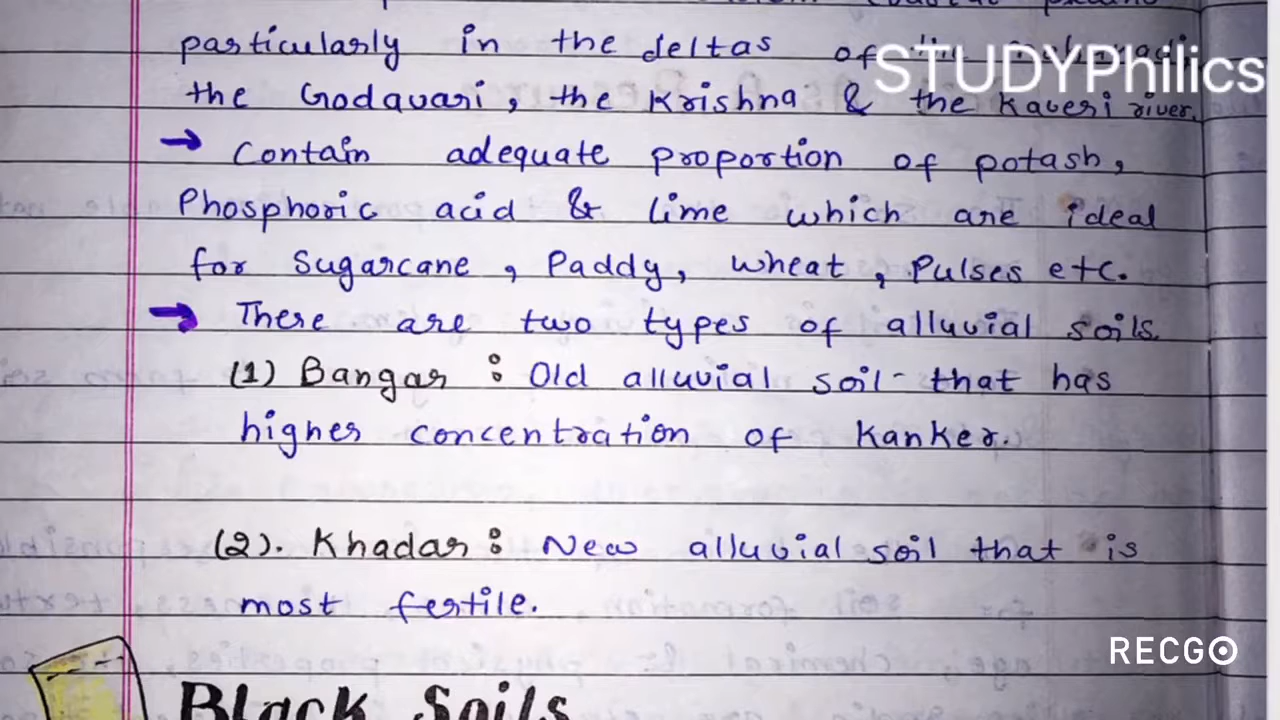 particularly in the deltas of
STUDYPhilics
the Godavari, the Krishna & the Kaveri river.
→ Contain adequate proportion of potash,
Phosphoric acid & lime which are ideal
for Sugarcane, Paddy, wheat, Pulses etc.
→ There are two types of alluvial soils.
(1) Bangar : Old alluvial soil that has
higher concentration of Kanker.
(2). Khadar : New alluvial soil that is
most fertile.
RECGO
Black Soils